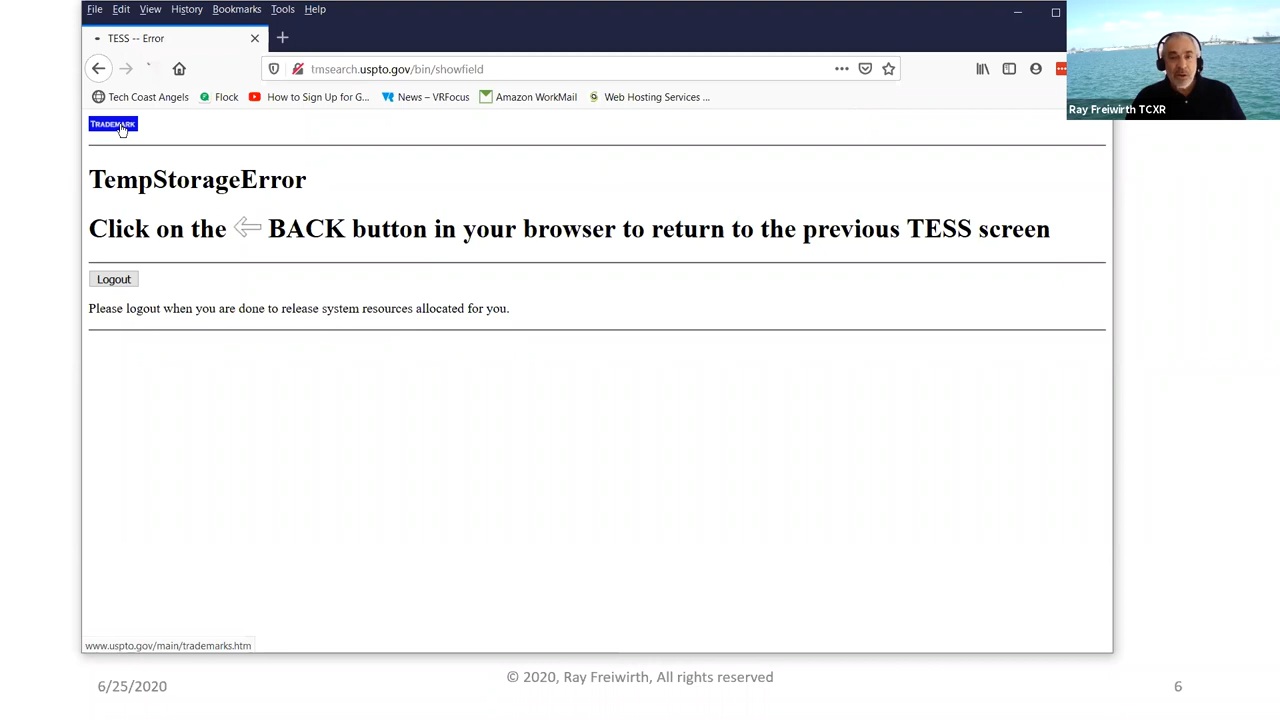 File Edit View History Bookmarks Tools Help
TESS -- Error
tmsearch.uspto.gov/bin/showfield
Tech Coast Angels Flock How to Sign Up for G... News – VRFocus Amazon WorkMail Web Hosting Services ...
Ray Freiwirth TCXR
TRADEMARK
TempStorageError
Click on the BACK button in your browser to return to the previous TESS screen
Logout
Please logout when you are done to release system resources allocated for you.
www.uspto.gov/main/trademarks.htm
6/25/2020
© 2020, Ray Freiwirth, All rights reserved
6